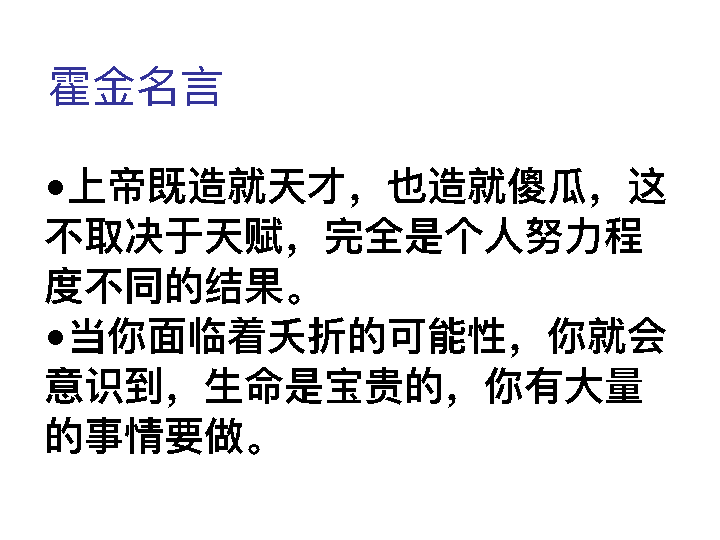 霍金名言
•上帝既造就天才，也造就傻瓜，这
不取决于天赋，完全是个人努力程
度不同的结果。
•当你面临着夭折的可能性，你就会
意识到，生命是宝贵的，你有大量
的事情要做。